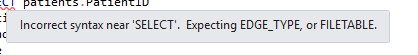 patients.PatientID
Incorrect syntax near 'SELECT'.  Expecting EDGE_TYPE, or FILETABLE.